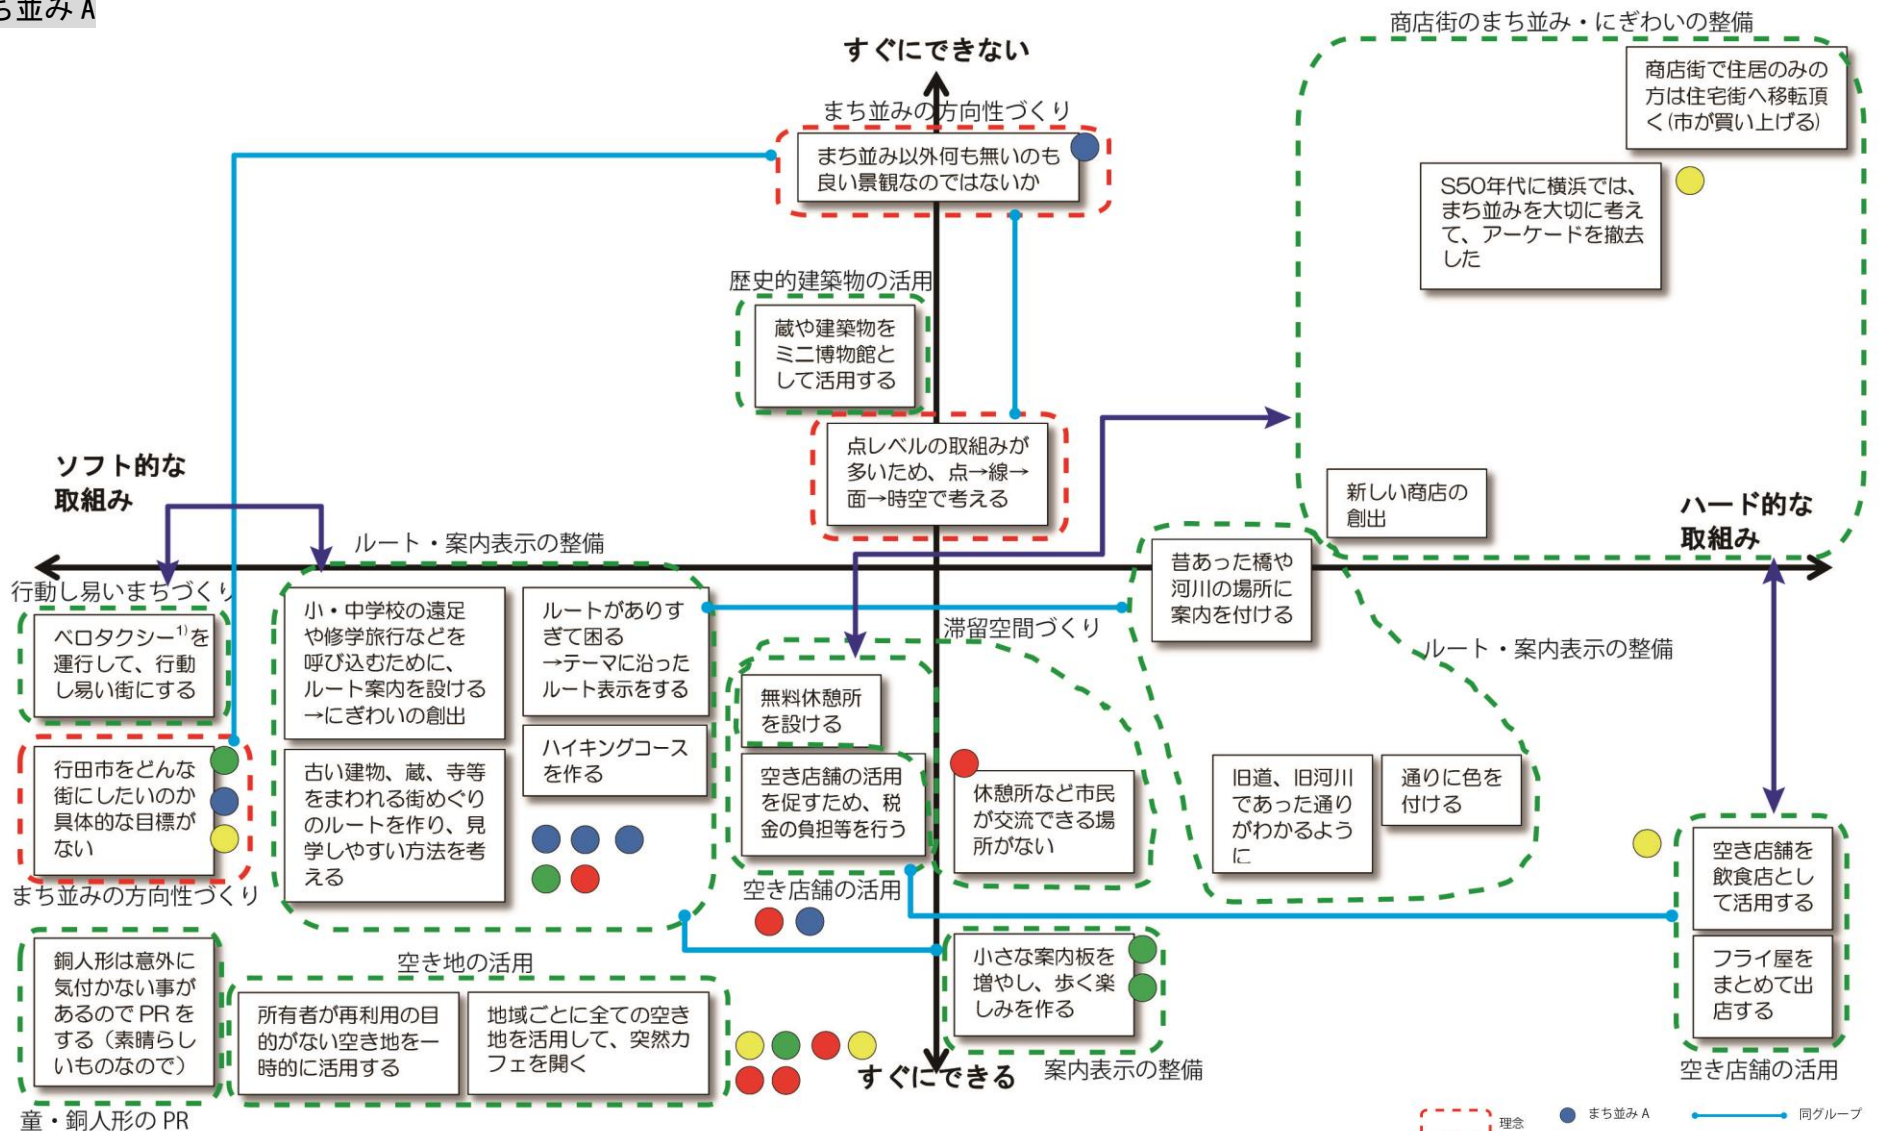 ち並み A
商店街のまち並み・にぎわいの整備
すぐにできない
商店街で住居のみの
方は住宅街へ移転頂
く(市が買い上げる)
まち並みの方向性づくり
まち並み以外何も無いのも
良い景観なのではないか
S50年代に横浜では、
まち並みを大切に考え
て、アーケードを撤去
した
歴史的建築物の活用
蔵や建築物を
ミニ博物館と
して活用する
点レベルの取組みが
多いため、点→線→
面→時空で考える
ソフト的な
取組み
新しい商店の
創出
ハード的な
取組み
ルート・案内表示の整備
昔あった橋や
河川の場所に
案内を付ける
行動し易いまちづくり
ベロタクシー1)を
運行して、行動
し易い街にする
小・中学校の遠足
や修学旅行などを
呼び込むために、
ルート案内を設ける
→にぎわいの創出
ルートがありす
ぎて困る
→テーマに沿った
ルート表示をする
滞留空間づくり
ルート・案内表示の整備
無料休憩所
を設ける
ハイキングコース
を作る
行田市をどんな
街にしたいのか
具体的な目標が
ない
古い建物、蔵、寺等
をまわれる街めぐり
のルートを作り、見
学しやすい方法を考
える
空き店舗の活用
を促すため、税
金の負担等を行う
休憩所など市民
が交流できる場
所がない
旧道、旧河川
であった通り
がわかるよう
に
通りに色を
付ける
空き店舗を
飲食店とし
て活用する
まち並みの方向性づくり
空き店舗の活用
銅人形は意外に
気付かない事が
あるので PR を
する（素晴らし
いものなので）
空き地の活用
小さな案内板を
増やし、歩く楽
しみを作る
フライ屋を
まとめて出
店する
所有者が再利用の目
的がない空き地を一
時的に活用する
地域ごとに全ての空き
地を活用して、突然カ
フェを開く
すぐにできる
案内表示の整備
空き店舗の活用
童・銅人形の PR
理念
まち並み A
同グループ